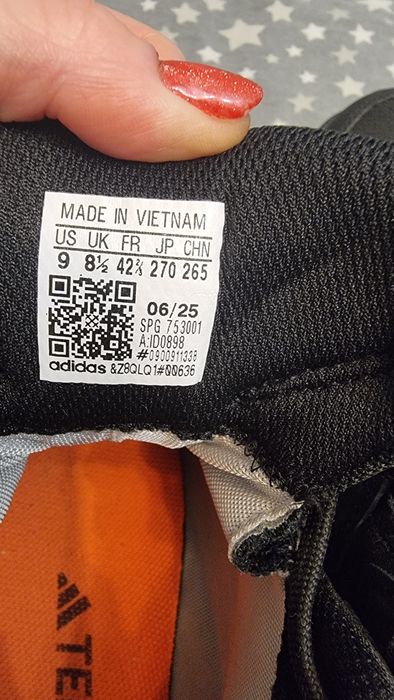 MADE IN VIETNAM
US UK FR JP CHN
9 8½ 42⅔ 270 265
06/25
SPG 753001
A:ID0898
#0900911338
adidas &Z8QLQ1#00636
TE